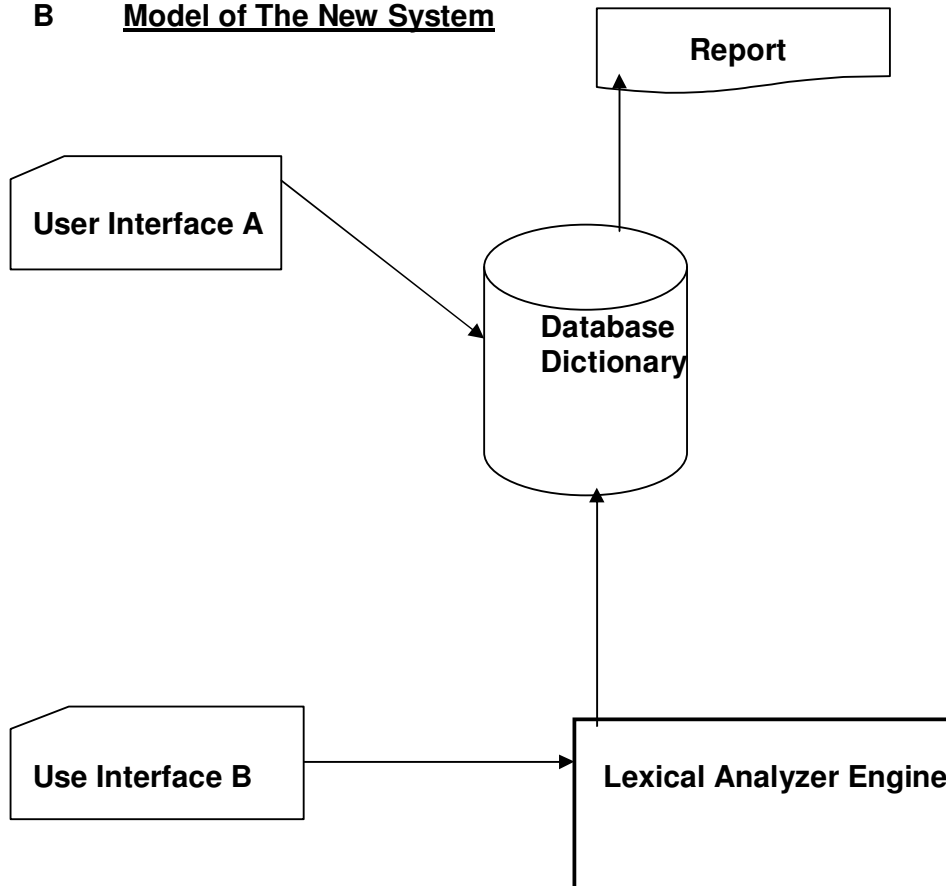 B Model of The New System
Report
User Interface A
Database
Dictionary
Use Interface B
Lexical Analyzer Engine